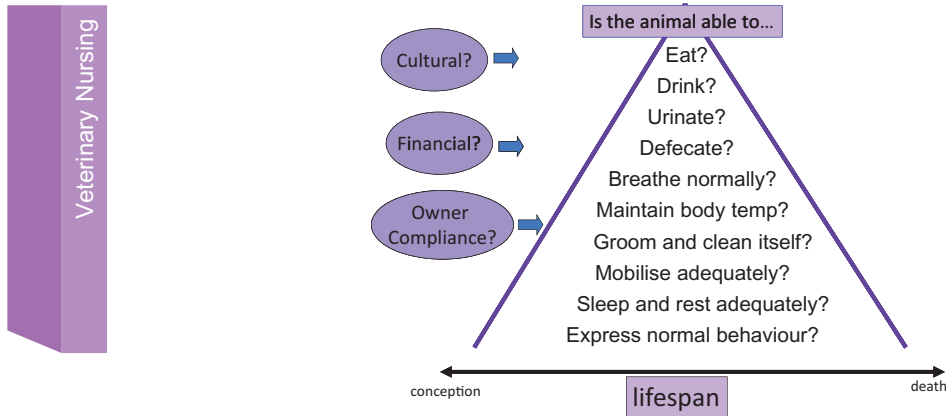 Veterinary Nursing
Is the animal able to...
Cultural?
Financial?
Owner
Compliance?
Eat?
Drink?
Urinate?
Defecate?
Breathe normally?
Maintain body temp?
Groom and clean itself?
Mobilise adequately?
Sleep and rest adequately?
Express normal behaviour?
conception
lifespan
death